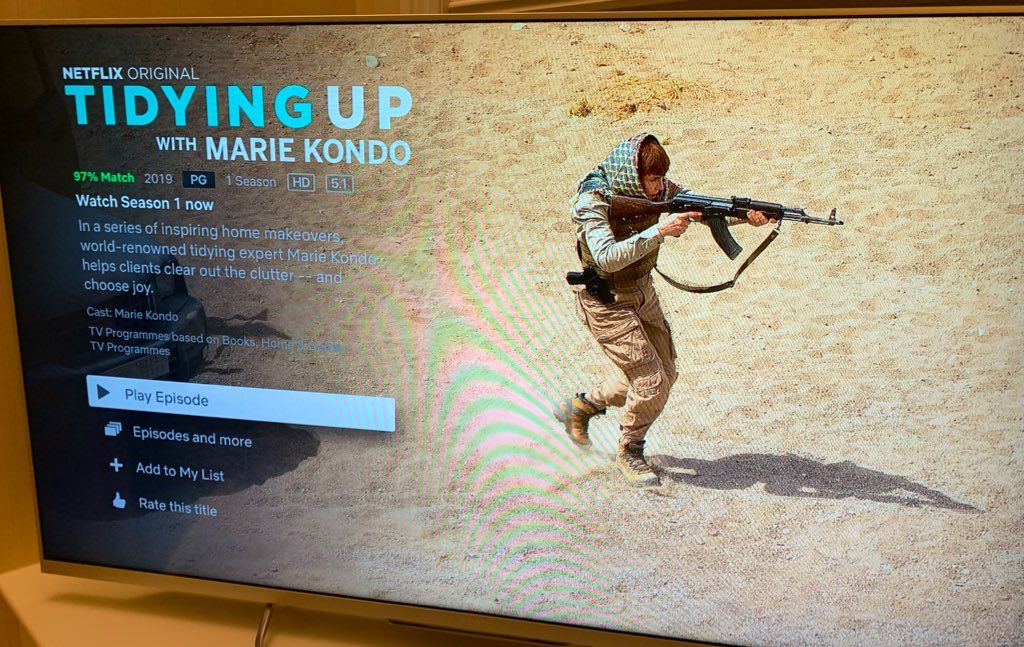 NETFLIX ORIGINAL
TIDYING UP
WITH MARIE KONDO
97% Match 2019 PG 1 Season HD 5.1
Watch Season 1 now
In a series of inspiring home makeovers,
world-renowned tidying expert Marie Kondo
helps clients clear out the clutter -- and
choose joy.
Cast: Marie Kondo
TV Programmes based on Books, Home &
TV Programmes
Play Episode
Episodes and more
Add to My List
Rate this title